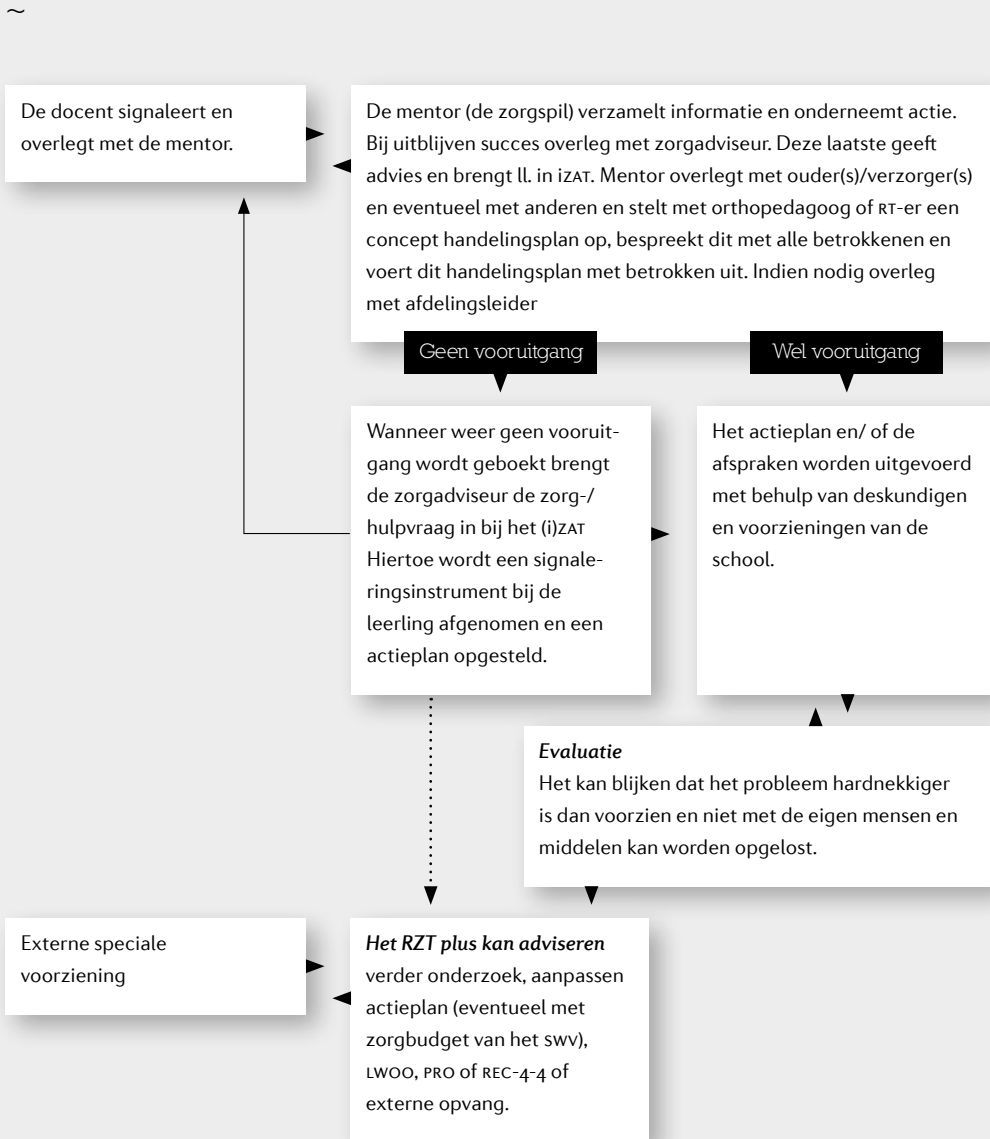 ~
De docent signaleert en
overlegt met de mentor.
De mentor (de zorgspil) verzamelt informatie en onderneemt actie.
Bij uitblijven succes overleg met zorgadviseur. Deze laatste geeft
advies en brengt ll. in iZAT. Mentor overlegt met ouder(s)/verzorger(s)
en eventueel met anderen en stelt met orthopedagoog of RT-er een
concept handelingsplan op, bespreekt dit met alle betrokkenen en
voert dit handelingsplan met betrokken uit. Indien nodig overleg
met afdelingsleider
Geen vooruitgang
Wel vooruitgang
Wanneer weer geen vooruit-
gang wordt geboekt brengt
de zorgadviseur de zorg-/
hulpvraag in bij het (i)ZAT
Hiertoe wordt een signale-
ringsinstrument bij de
leerling afgenomen en een
actieplan opgesteld.
Het actieplan en/ of de
afspraken worden uitgevoerd
met behulp van deskundigen
en voorzieningen van de
school.
Evaluatie
Het kan blijken dat het probleem hardnekkiger
is dan voorzien en niet met de eigen mensen en
middelen kan worden opgelost.
Externe speciale
voorziening
Het RZT plus kan adviseren
verder onderzoek, aanpassen
actieplan (eventueel met
zorgbudget van het SWV),
LWOO, PRO of REC-4-4 of
externe opvang.